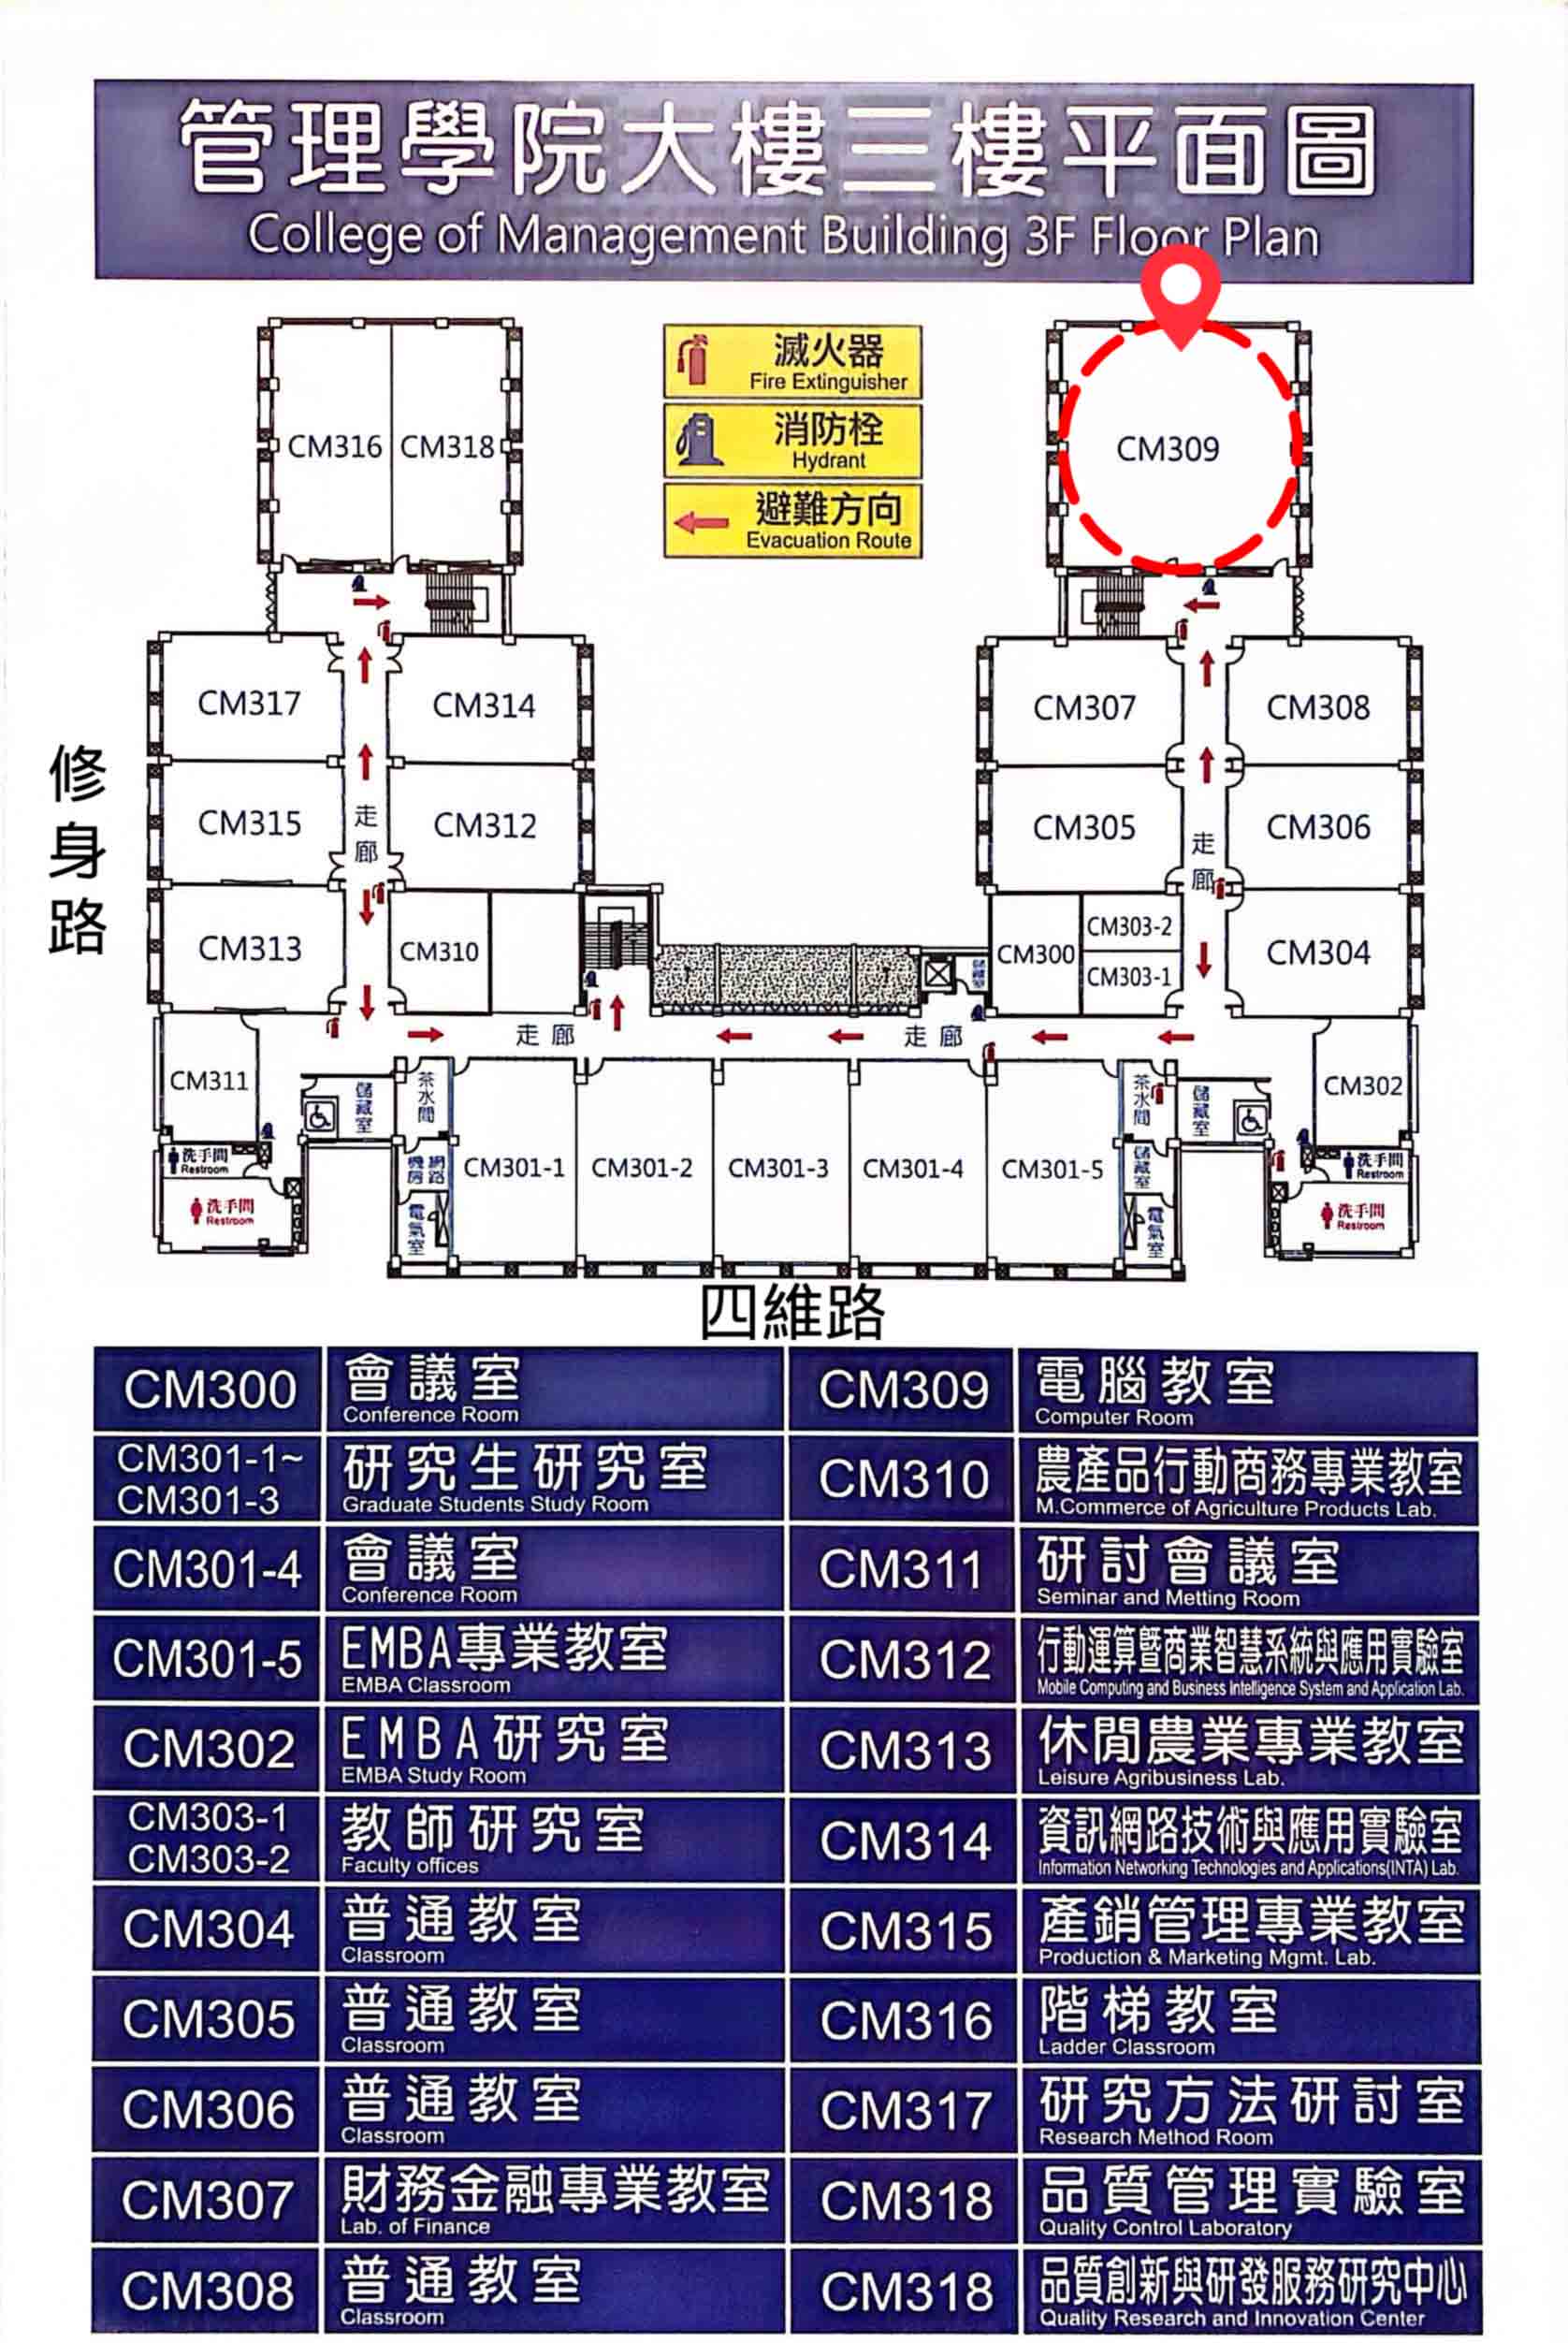 管理學院大樓三樓平面圖
College of Management Building 3F Floor Plan
滅火器
Fire Extinguisher
消防栓
Hydrant
避難方向
Evacuation Route
CM316
CM318
CM309
CM317
CM314
CM307
CM308
修身路
CM315
走廊
CM312
CM305
走廊
CM306
CM313
CM310
CM300
CM303-2
CM303-1
CM304
走廊
走廊
CM311
儲藏室
茶水間
茶水間
儲藏室
CM302
洗手間
Restroom
洗手間
Restroom
網路機房
電氣室
CM301-1
CM301-2
CM301-3
CM301-4
CM301-5
儲藏室
電氣室
洗手間
Restroom
洗手間
Restroom
四維路
CM300
會議室
Conference Room
CM309
電腦教室
Computer Room
CM301-1~
CM301-3
研究生研究室
Graduate Students Study Room
CM310
農產品行動商務專業教室
M.Commerce of Agriculture Products Lab.
CM301-4
會議室
Conference Room
CM311
研討會議室
Seminar and Metting Room
CM301-5
EMBA專業教室
EMBA Classroom
CM312
行動運算暨商業智慧系統與應用實驗室
Mobile Computing and Business Intelligence System and Application Lab.
CM302
EMBA研究室
EMBA Study Room
CM313
休閒農業專業教室
Leisure Agribusiness Lab.
CM303-1
CM303-2
教師研究室
Faculty offices
CM314
資訊網路技術與應用實驗室
Information Networking Technologies and Applications(INTA) Lab.
CM304
普通教室
Classroom
CM315
產銷管理專業教室
Production & Marketing Mgmt. Lab.
CM305
普通教室
Classroom
CM316
階梯教室
Ladder Classroom
CM306
普通教室
Classroom
CM317
研究方法研討室
Research Method Room
CM307
財務金融專業教室
Lab. of Finance
CM318
品質管理實驗室
Quality Control Laboratory
CM308
普通教室
Classroom
CM318
品質創新與研發服務研究中心
Quality Research and Innovation Center